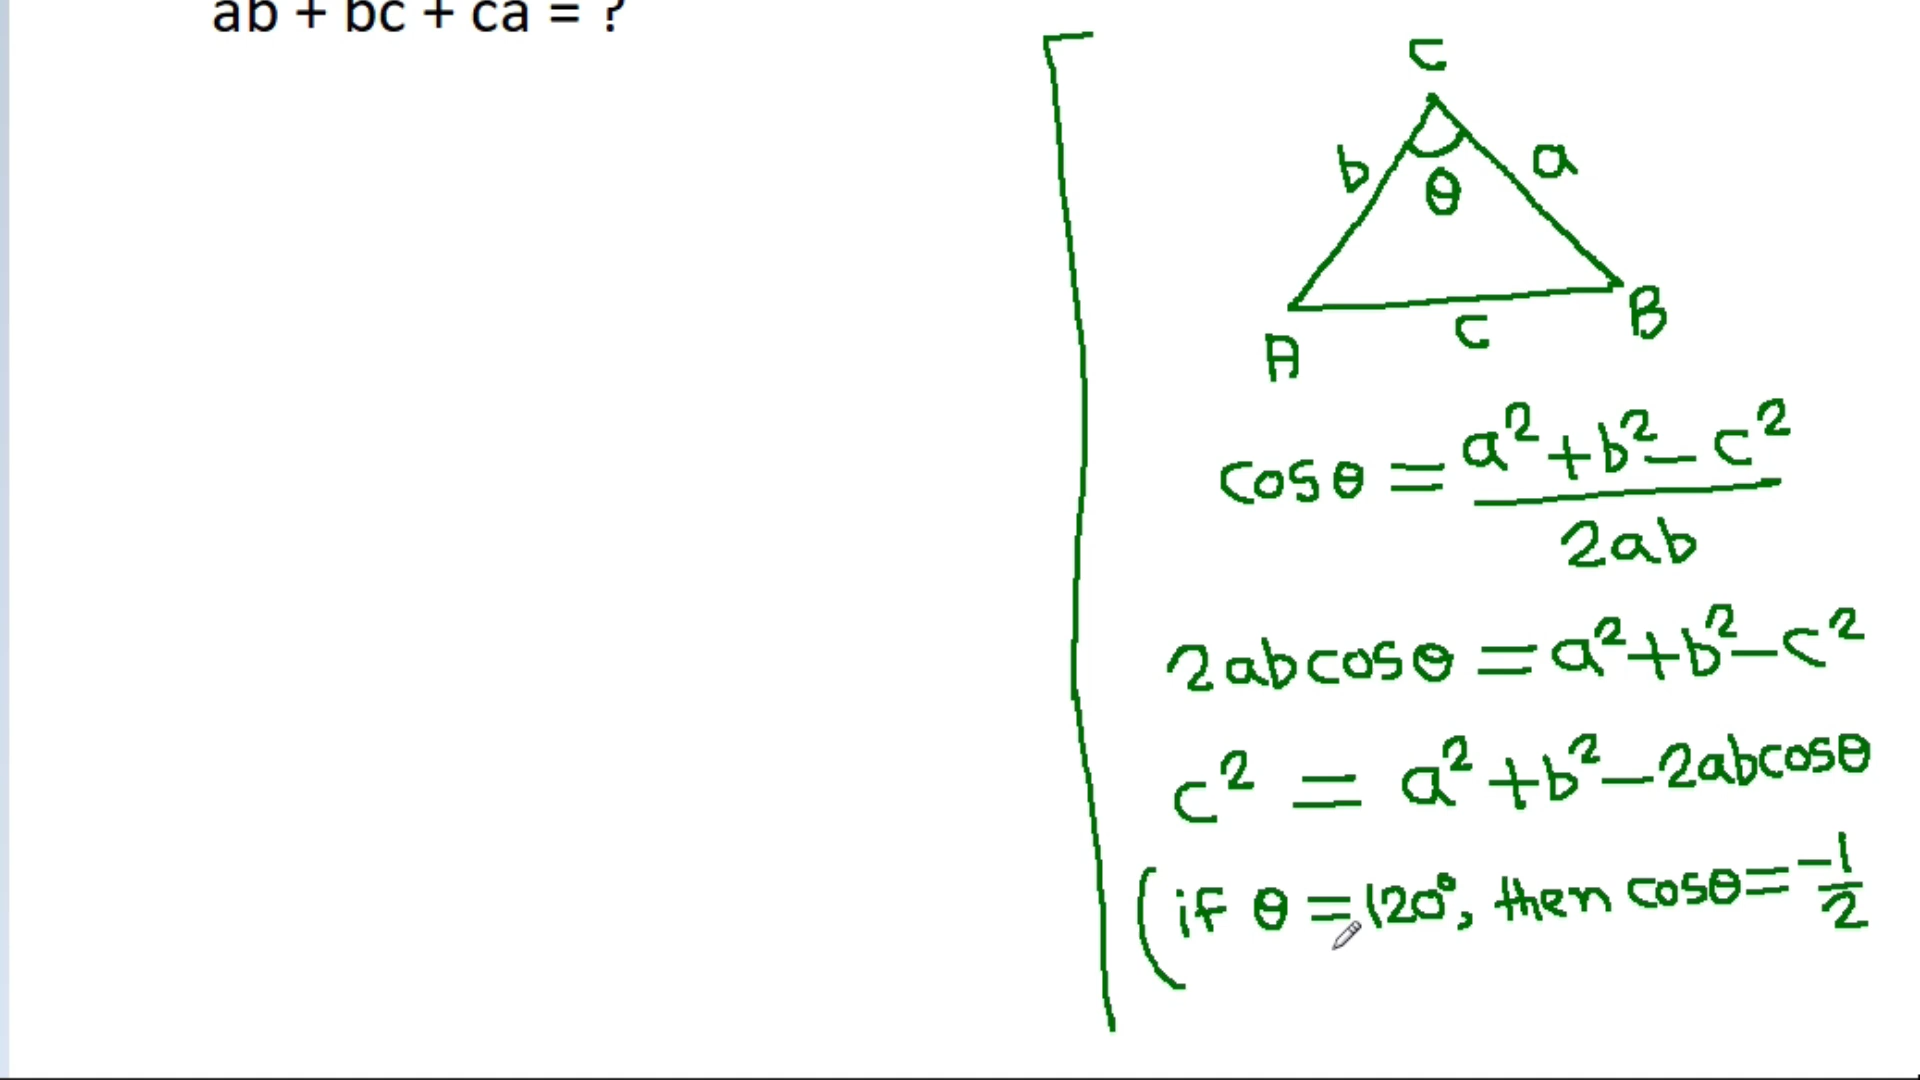 ab + bc + ca = ?
C
b
θ
a
A
c
B
cosθ = a²+b²-c² / 2ab
2abcosθ = a²+b²-c²
c² = a²+b²-2abcosθ
(if θ=120°, then cosθ=-1/2